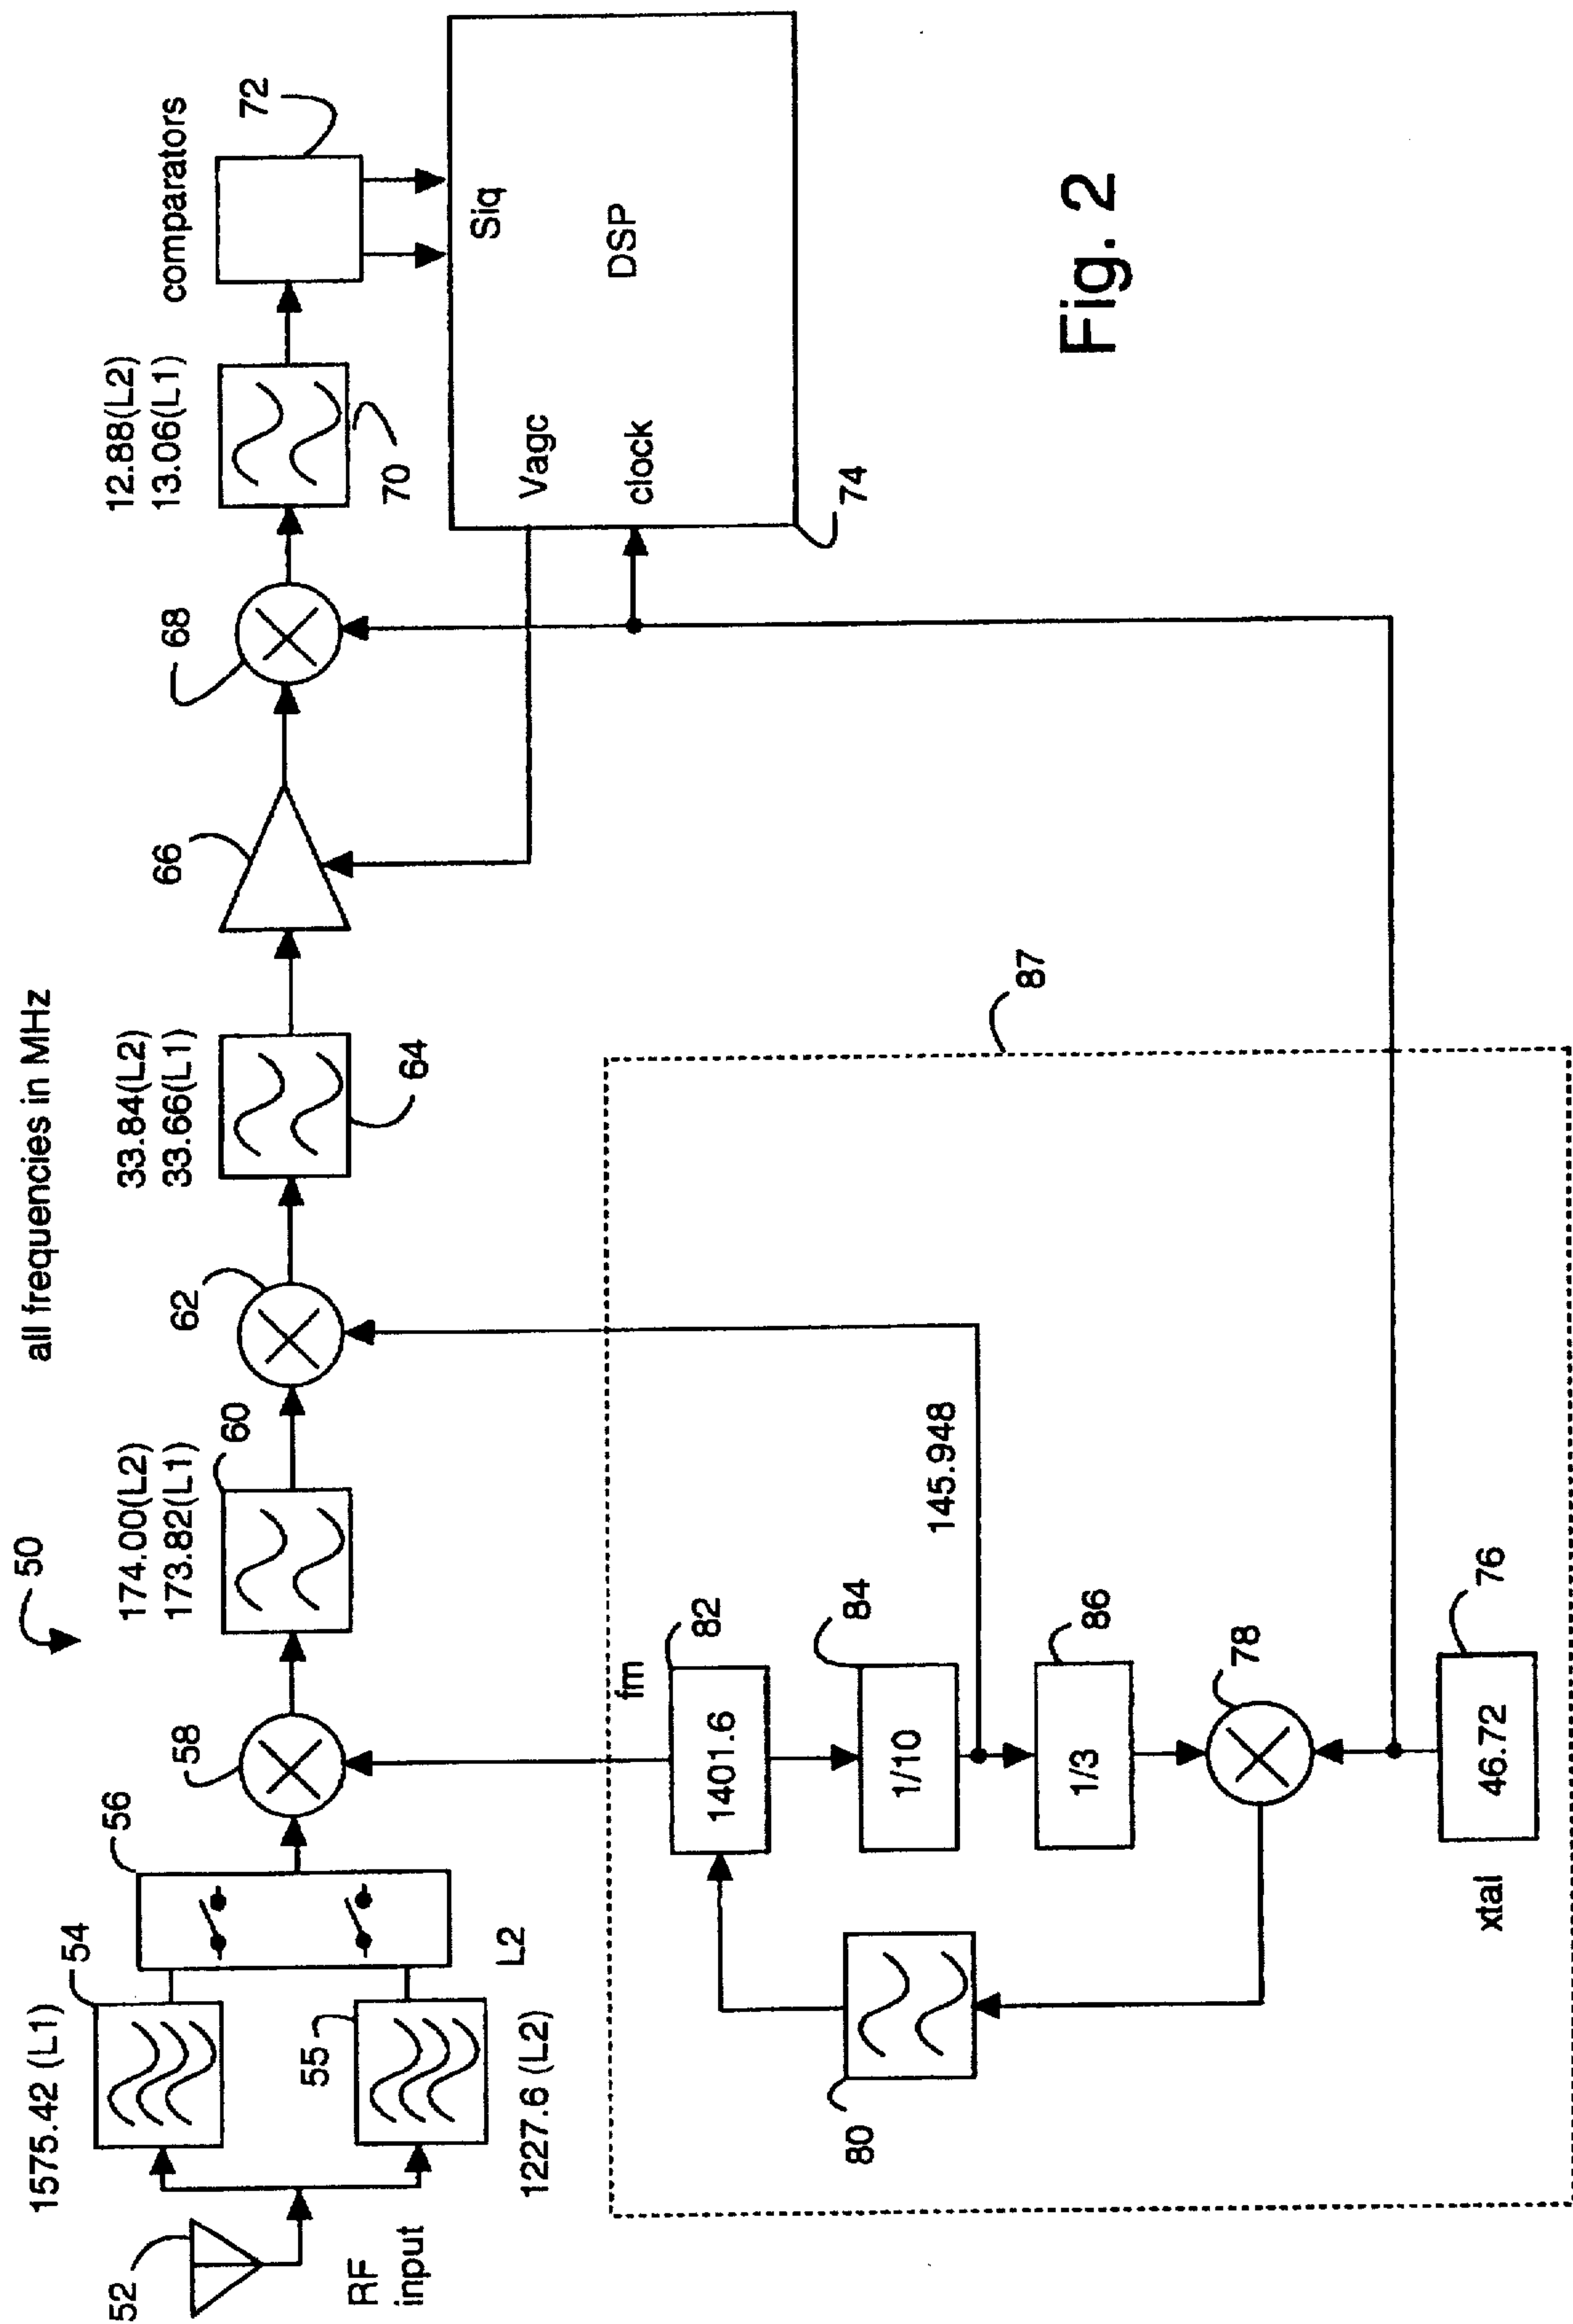 all frequencies in MHz
50
1575.42 (L1)
54
56
58
174.00(L2)
173.82(L1)
60
62
33.84(L2)
33.66(L1)
64
66
68
12.88(L2)
13.06(L1)
70
comparators
72
52
RF
input
55
1227.6 (L2)
L2
Siq
DSP
Vagc
clock
74
fm
82
1401.6
84
1/10
145.948
86
1/3
78
80
76
46.72
xtal
87
Fig. 2